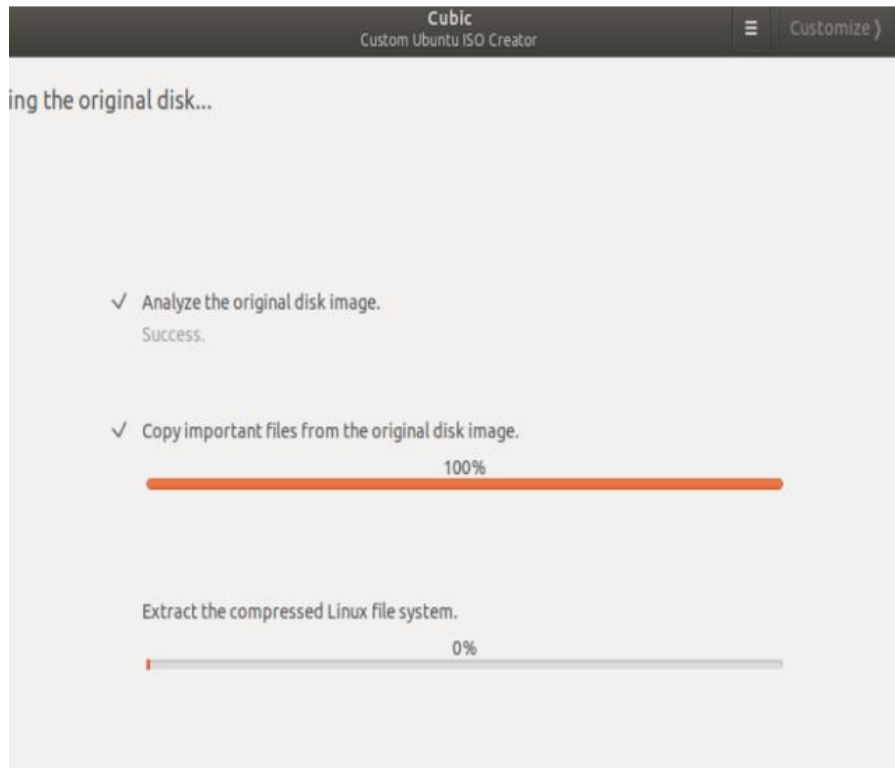 Cubic
Custom Ubuntu ISO Creator
Customize
ing the original disk...
Analyze the original disk image.
Success.
Copy important files from the original disk image.
100%
Extract the compressed Linux file system.
0%